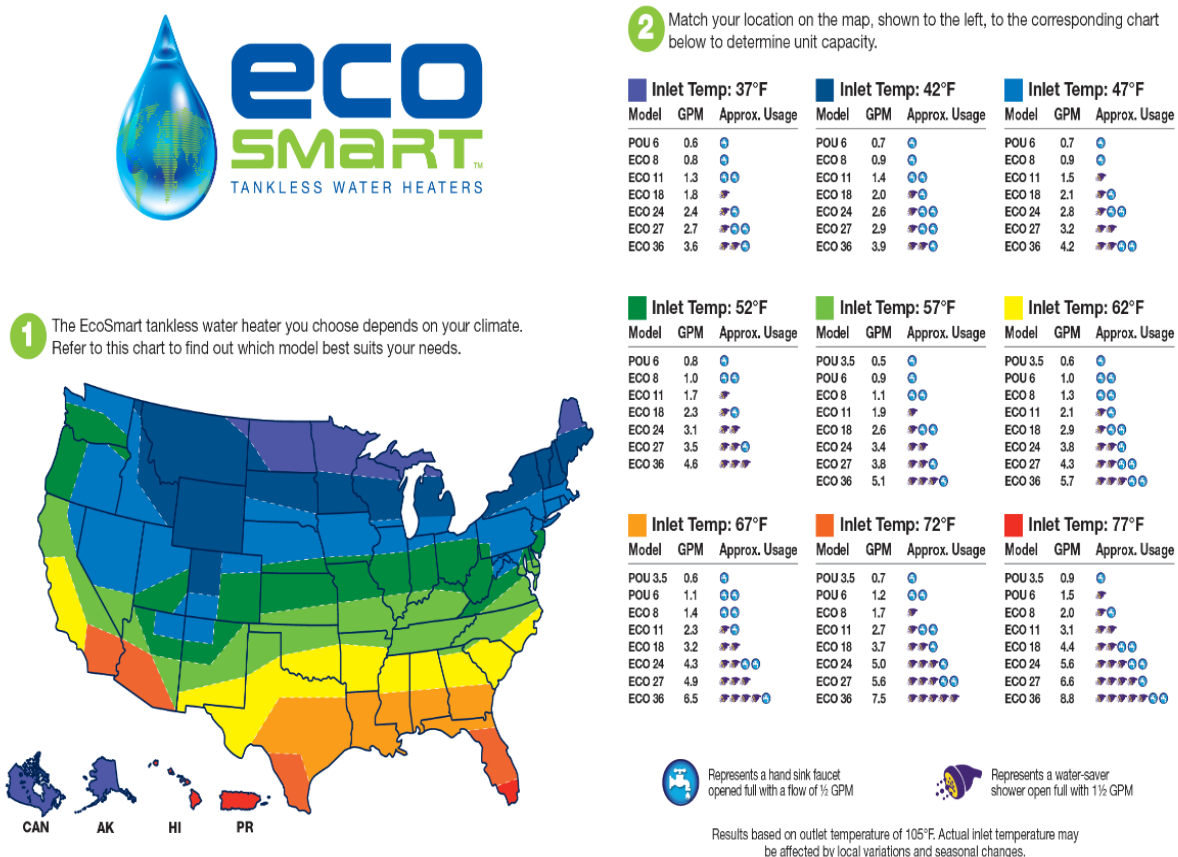 eco
smart™
TANKLESS WATER HEATERS
1
The EcoSmart tankless water heater you choose depends on your climate.
Refer to this chart to find out which model best suits your needs.
CAN
AK
HI
PR
2
Match your location on the map, shown to the left, to the corresponding chart
below to determine unit capacity.
Inlet Temp: 37°F
Model GPM Approx. Usage
POU 6 0.6
ECO 8 0.8
ECO 11 1.3
ECO 18 1.8
ECO 24 2.4
ECO 27 2.7
ECO 36 3.6
Inlet Temp: 42°F
Model GPM Approx. Usage
POU 6 0.7
ECO 8 0.9
ECO 11 1.4
ECO 18 2.0
ECO 24 2.6
ECO 27 2.9
ECO 36 3.9
Inlet Temp: 47°F
Model GPM Approx. Usage
POU 6 0.7
ECO 8 0.9
ECO 11 1.5
ECO 18 2.1
ECO 24 2.8
ECO 27 3.2
ECO 36 4.2
Inlet Temp: 52°F
Model GPM Approx. Usage
POU 6 0.8
ECO 8 1.0
ECO 11 1.7
ECO 18 2.3
ECO 24 3.1
ECO 27 3.5
ECO 36 4.6
Inlet Temp: 57°F
Model GPM Approx. Usage
POU 3.5 0.5
POU 6 0.9
ECO 8 1.1
ECO 11 1.9
ECO 18 2.6
ECO 24 3.4
ECO 27 3.8
ECO 36 5.1
Inlet Temp: 62°F
Model GPM Approx. Usage
POU 3.5 0.6
POU 6 1.0
ECO 8 1.3
ECO 11 2.1
ECO 18 2.9
ECO 24 3.8
ECO 27 4.3
ECO 36 5.7
Inlet Temp: 67°F
Model GPM Approx. Usage
POU 3.5 0.6
POU 6 1.1
ECO 8 1.4
ECO 11 2.3
ECO 18 3.2
ECO 24 4.3
ECO 27 4.9
ECO 36 6.5
Inlet Temp: 72°F
Model GPM Approx. Usage
POU 3.5 0.7
POU 6 1.2
ECO 8 1.7
ECO 11 2.7
ECO 18 3.7
ECO 24 5.0
ECO 27 5.6
ECO 36 7.5
Inlet Temp: 77°F
Model GPM Approx. Usage
POU 3.5 0.9
POU 6 1.5
ECO 8 2.0
ECO 11 3.1
ECO 18 4.4
ECO 24 5.6
ECO 27 6.6
ECO 36 8.8
Represents a hand sink faucet
opened full with a flow of ½ GPM
Represents a water-saver
shower open full with 1½ GPM
Results based on outlet temperature of 105°F. Actual inlet temperature may
be affected by local variations and seasonal changes.